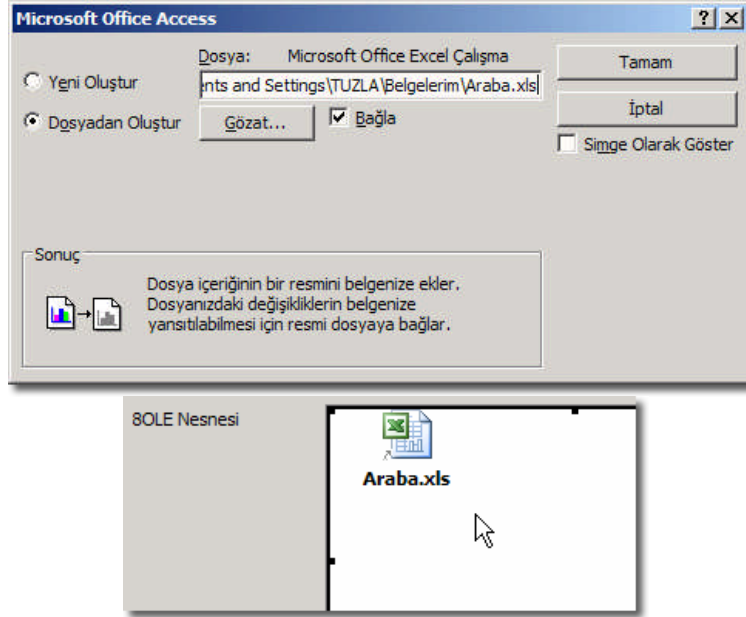 Microsoft Office Access
Dosya: Microsoft Office Excel Çalışma
Yeni Oluştur
ents and Settings\TUZLA\Belgelerim\Araba.xls
Tamam
Dosyadan Oluştur
Gözat...
Bağla
İptal
Simge Olarak Göster
Sonuç
Dosya içeriğinin bir resmini belgenize ekler.
Dosyanızdaki değişikliklerin belgenize
yansıtılabilmesi için resmi dosyaya bağlar.
8OLE Nesnesi
Araba.xls